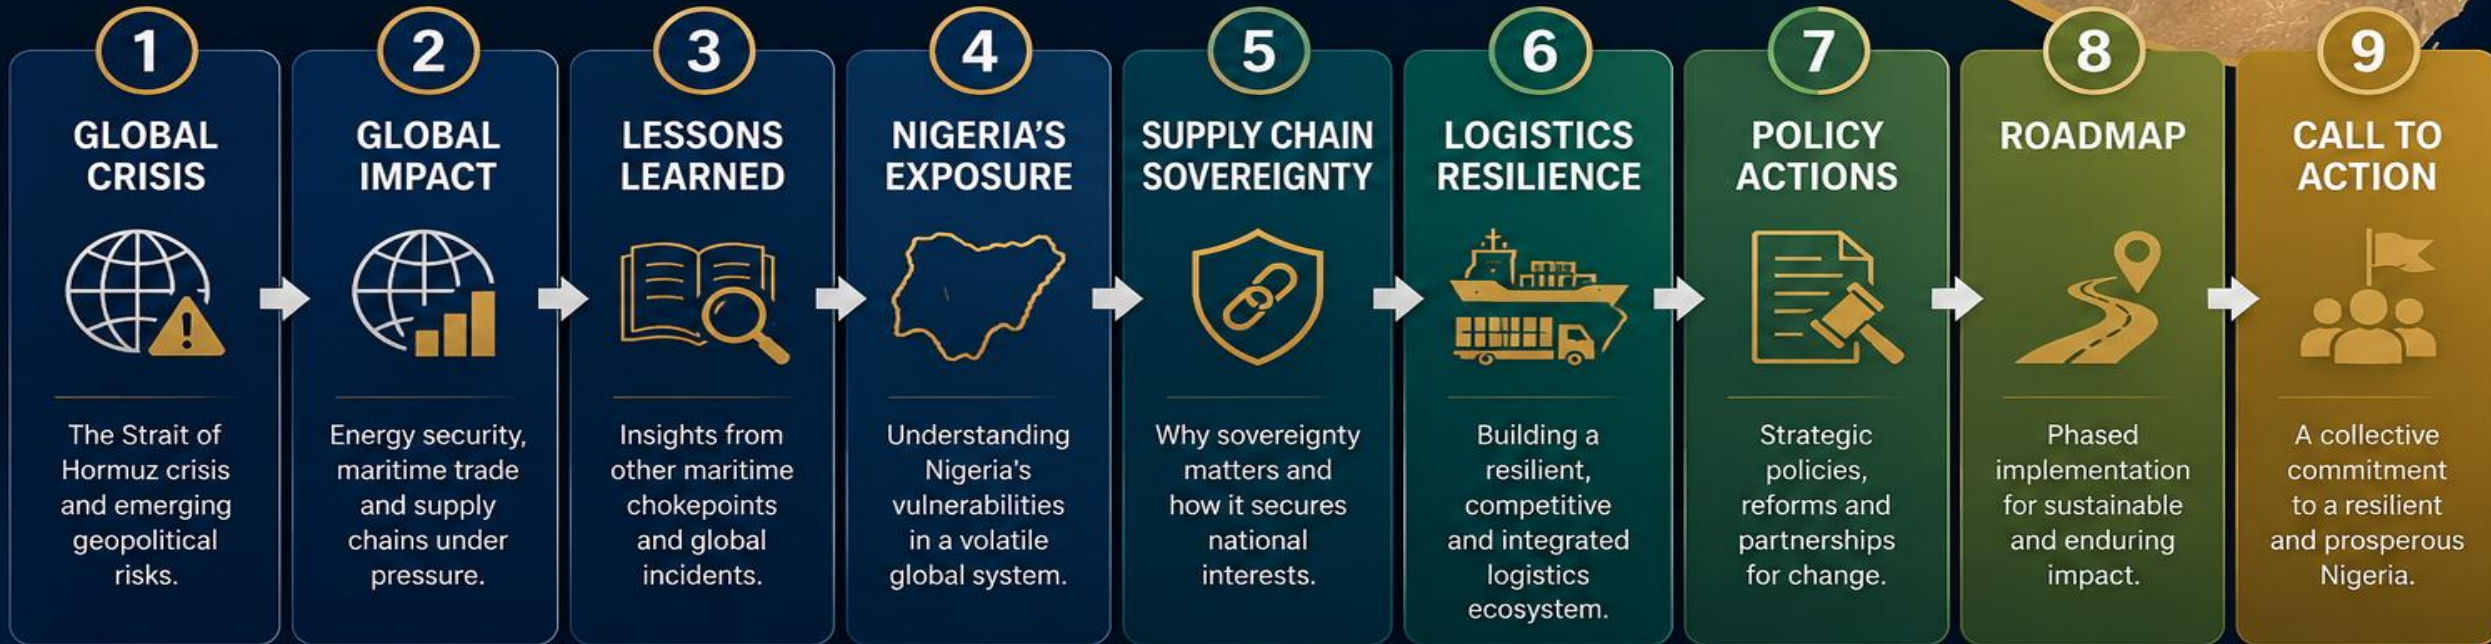 1
GLOBAL
CRISIS
The Strait of
Hormuz crisis
and emerging
geopolitical
risks.
2
GLOBAL
IMPACT
Energy security,
maritime trade
and supply
chains under
pressure.
3
LESSONS
LEARNED
Insights from
other maritime
chokepoints
and global
incidents.
4
NIGERIA'S
EXPOSURE
Understanding
Nigeria's
vulnerabilities
in a volatile
global system.
5
SUPPLY CHAIN
SOVEREIGNTY
Why sovereignty
matters and
how it secures
national
interests.
6
LOGISTICS
RESILIENCE
Building a
resilient,
competitive
and integrated
logistics
ecosystem.
7
POLICY
ACTIONS
Strategic
policies,
reforms and
partnerships
for change.
8
ROADMAP
Phased
implementation
for sustainable
and enduring
impact.
9
CALL TO
ACTION
A collective
commitment
to a resilient
and prosperous
Nigeria.